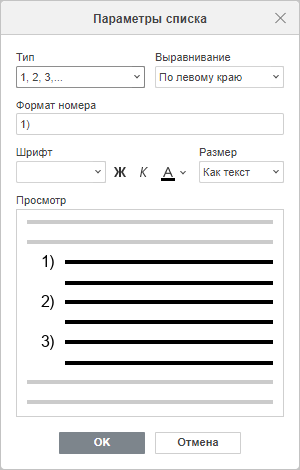 Параметры списка
Тип
Выравнивание
1, 2, 3,...
По левому краю
Формат номера
1)
Шрифт
Размер
Ж К A
Как текст
Просмотр
1)
2)
3)
OK
Отмена